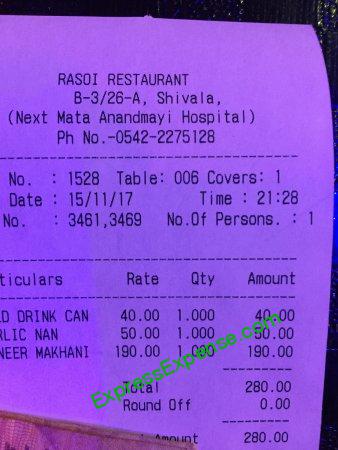 RASOI RESTAURANT
B-3/26-A, Shivala,
(Next Mata Anandmayi Hospital)
Ph No.-0542-2275128
No. : 1528 Table: 006 Covers: 1
Date : 15/11/17 Time : 21:28
No. : 3461,3469 No.Of Persons. : 1
ticulars Rate Qty Amount
LD DRINK CAN 40.00 1.000 40.00
RLIC NAN 50.00 1.000 50.00
NEER MAKHANI 190.00 1.000 190.00
Total 280.00
Round Off 0.00
Amount 280.00
ExpressExpense.com